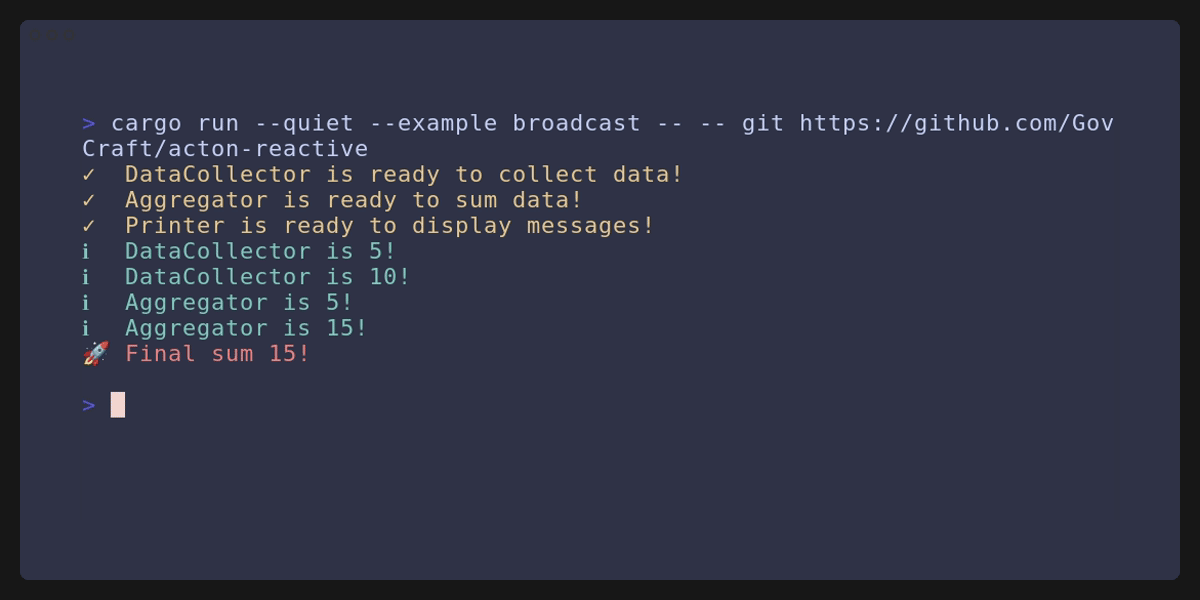 > cargo run --quiet --example broadcast -- -- git https://github.com/Gov
Craft/acton-reactive
✓  DataCollector is ready to collect data!
✓  Aggregator is ready to sum data!
✓  Printer is ready to display messages!
ℹ  DataCollector is 5!
ℹ  DataCollector is 10!
ℹ  Aggregator is 5!
ℹ  Aggregator is 15!
🚀 Final sum 15!
>